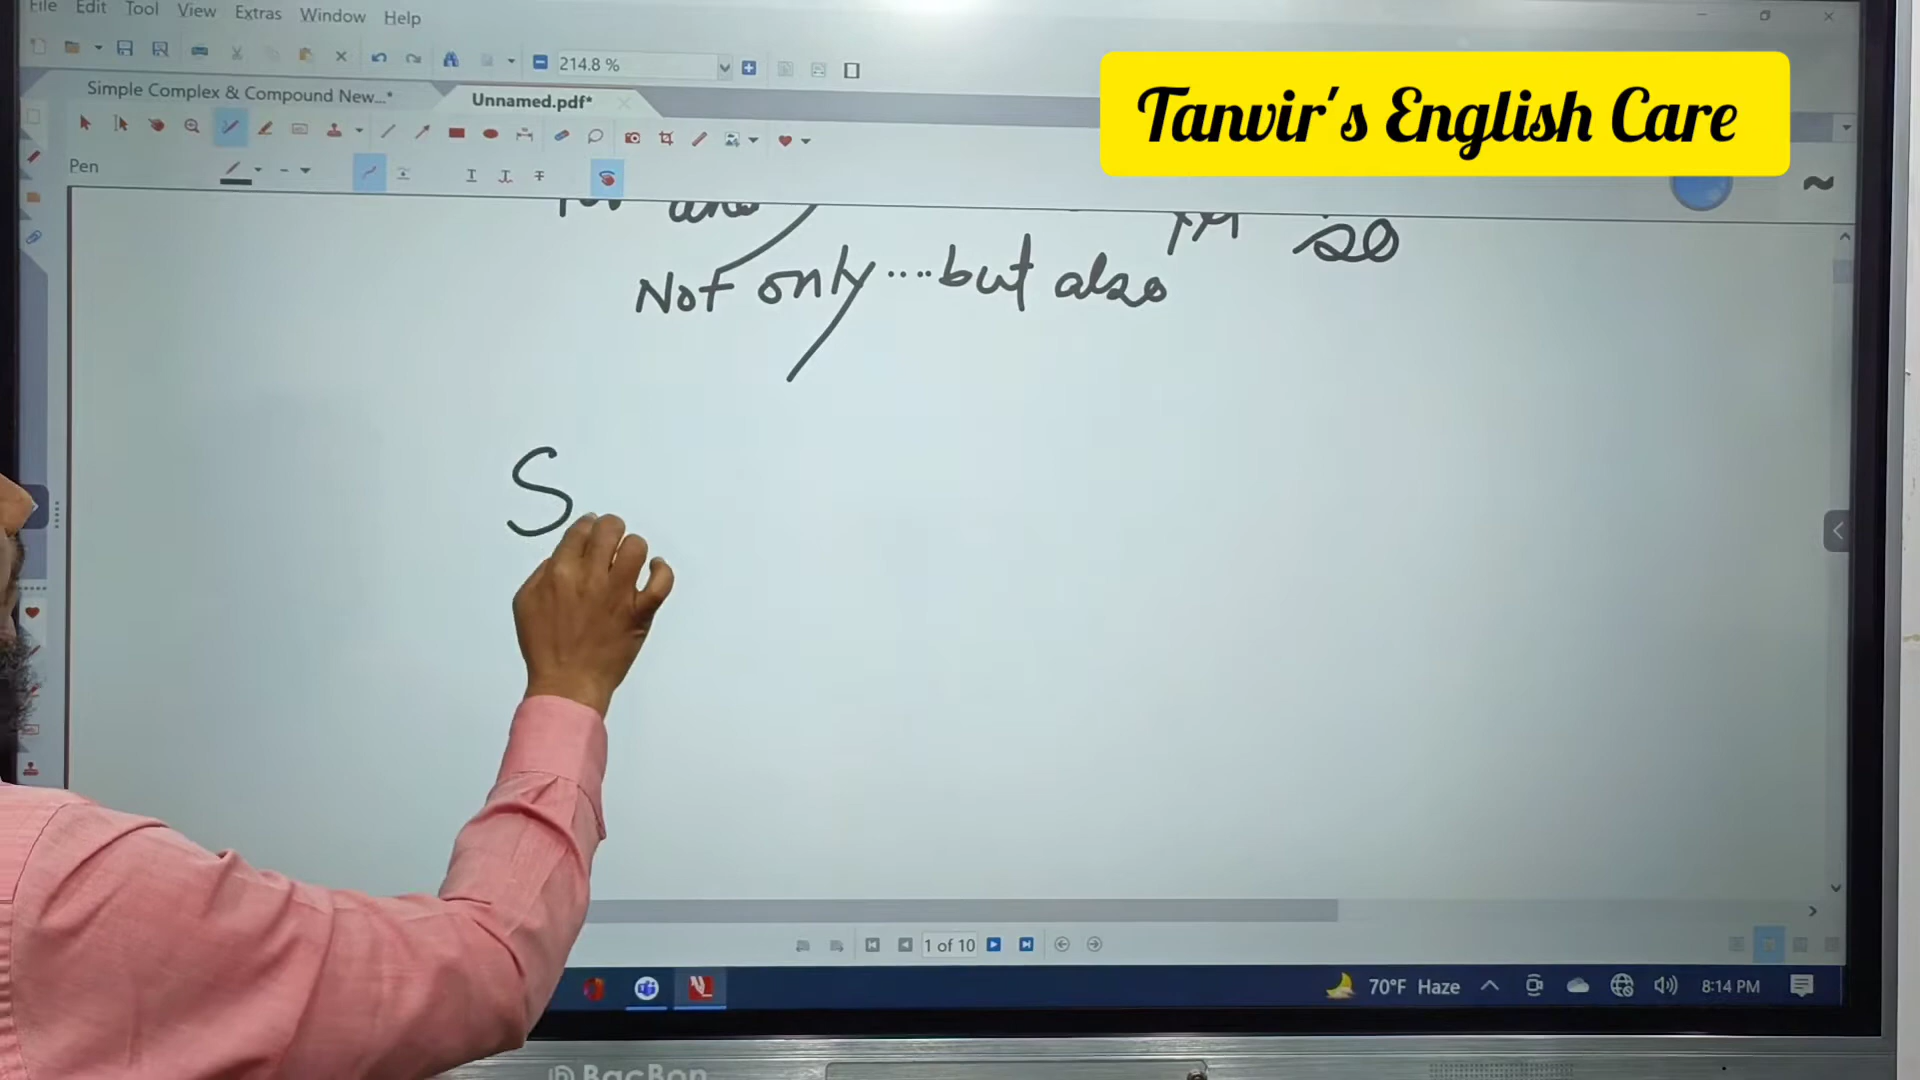 File Edit Tool View Extras Window Help
214.8 %
Simple Complex & Compound New...*
Unnamed.pdf*
Tanvir's English Care
Pen
so
Not only....but also
S
1 of 10
70°F Haze
8:14 PM
BacBon